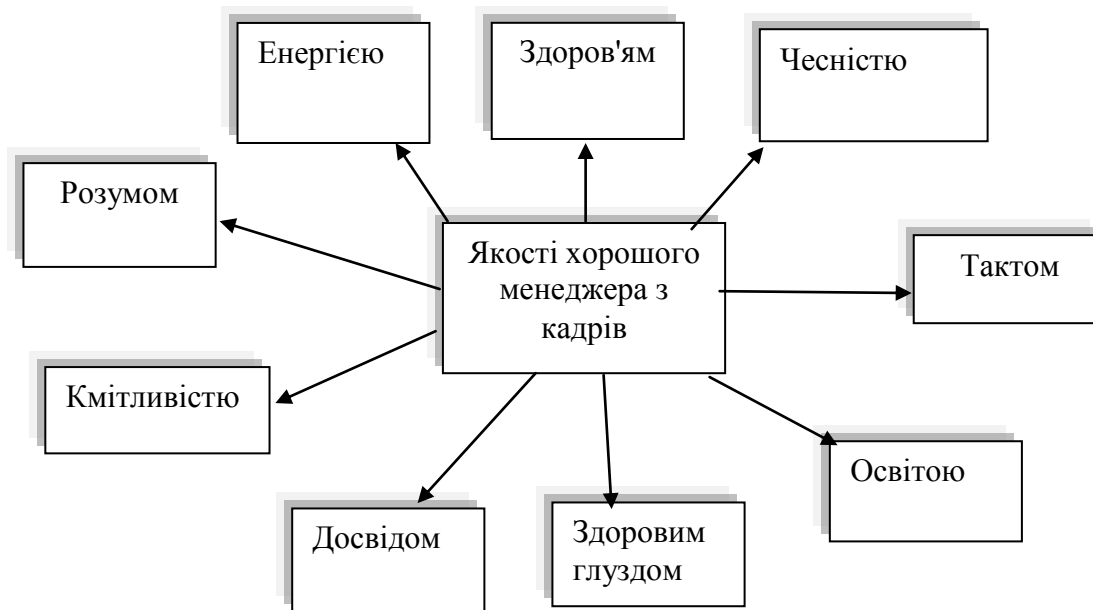 Енергією
Здоров'ям
Чесністю
Розумом
Якості хорошого
менеджера з
кадрів
Тактом
Кмітливістю
Освітою
Досвідом
Здоровим
глуздом